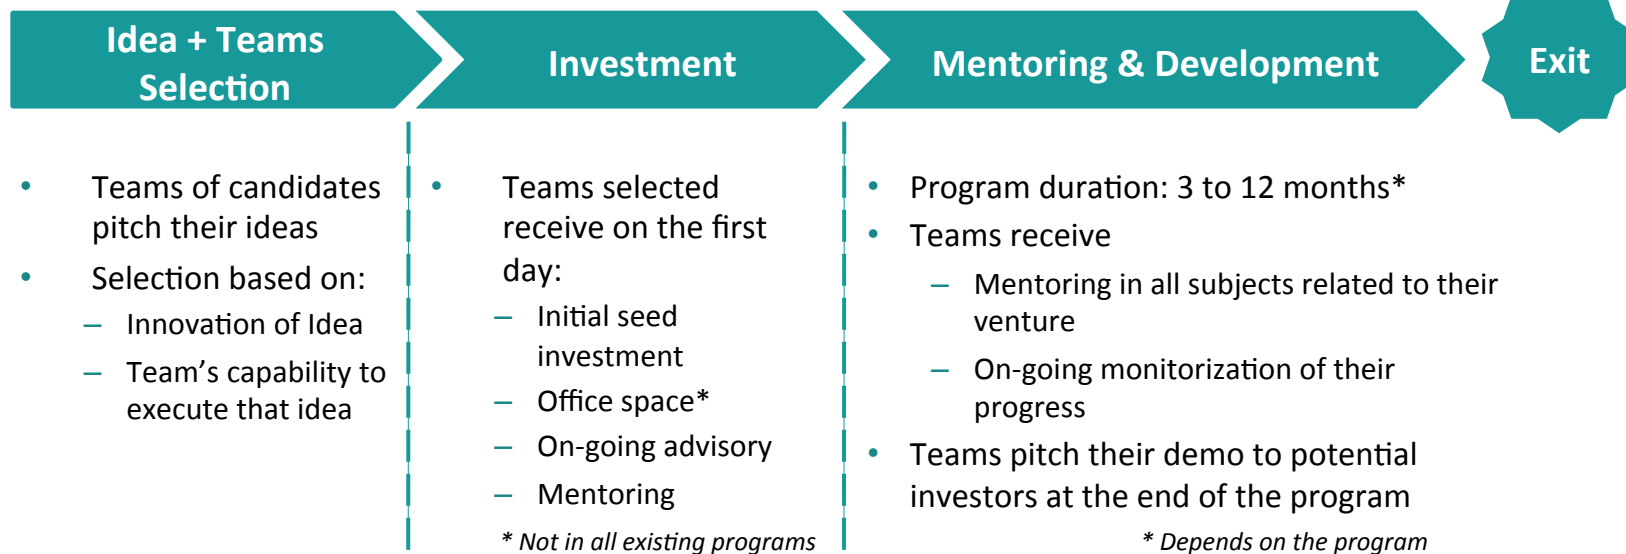 Idea + Teams
Selection
Investment
Mentoring & Development
Exit
• Teams of candidates
pitch their ideas
• Selection based on:
– Innovation of Idea
– Team’s capability to
execute that idea
• Teams selected
receive on the first
day:
– Initial seed
investment
– Office space*
– On-going advisory
– Mentoring
* Not in all existing programs
• Program duration: 3 to 12 months*
• Teams receive
– Mentoring in all subjects related to their
venture
– On-going monitorization of their
progress
• Teams pitch their demo to potential
investors at the end of the program
* Depends on the program